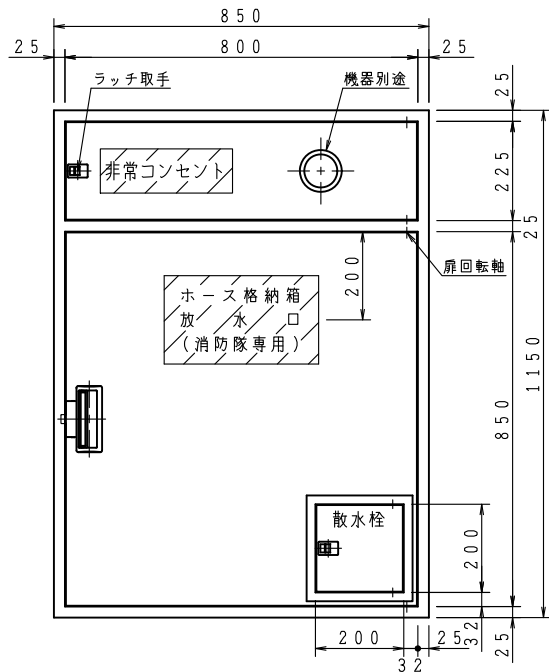 850
25
800
25
ラッチ取手
機器別途
25
非常コンセント
225
25
扉回転軸
200
ホース格納箱
放水口
(消防隊専用)
1150
850
散水栓
200
200
32
25
32
25